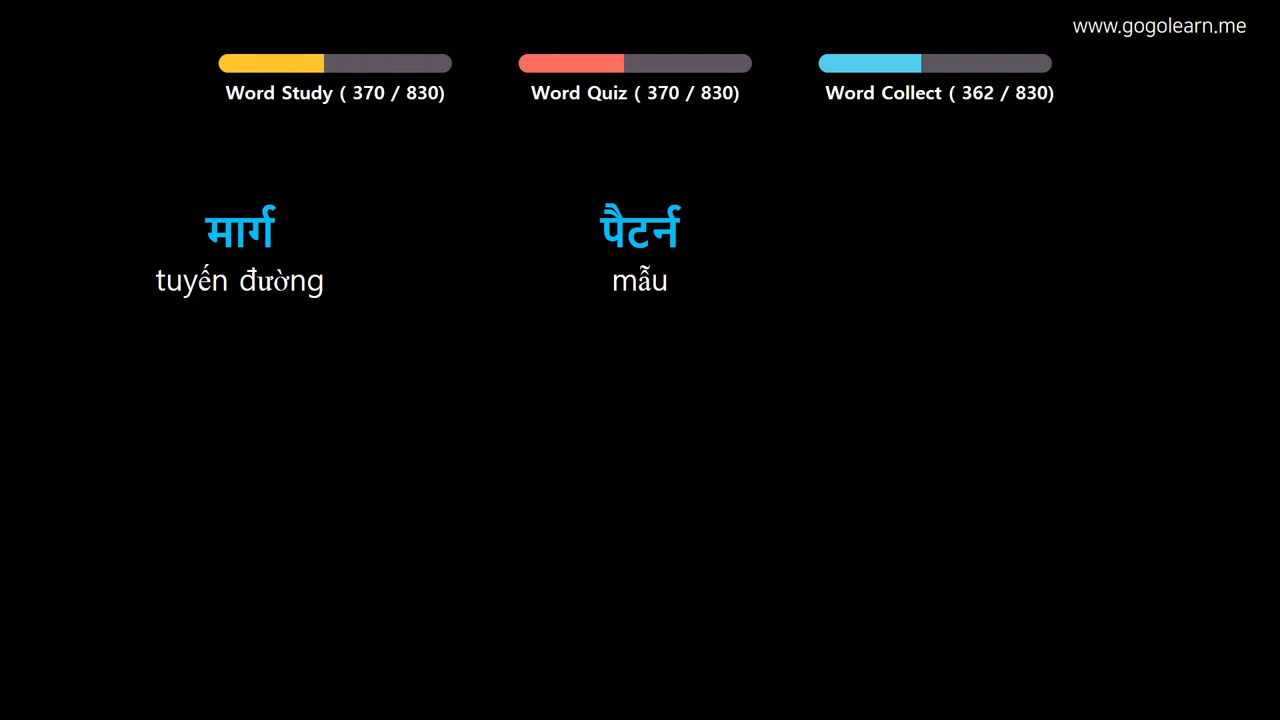 www.gogolearn.me
Word Study ( 370 / 830)
Word Quiz ( 370 / 830)
Word Collect ( 362 / 830)
मार्ग
tuyến đường
पैटर्न
mẫu